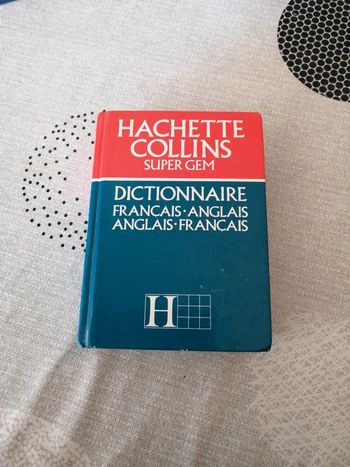 HACHETTE
COLLINS
SUPER GEM
DICTIONNAIRE
FRANCAIS·ANGLAIS
ANGLAIS·FRANCAIS
H